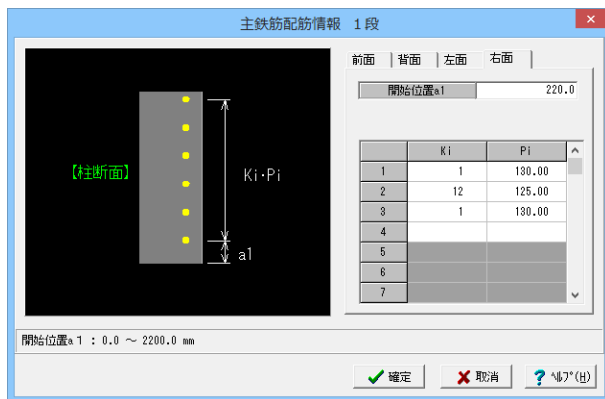 主鉄筋配筋情報 1段
前面 背面 左面 右面
開始位置a1 220.0
【柱断面】
Ki·Pi
a1
Ki Pi
1 1 130.00
2 12 125.00
3 1 130.00
4
5
6
7
開始位置a1 : 0.0 ～ 2200.0 mm
確定 取消 ? ﾍﾙﾌﾟ(H)